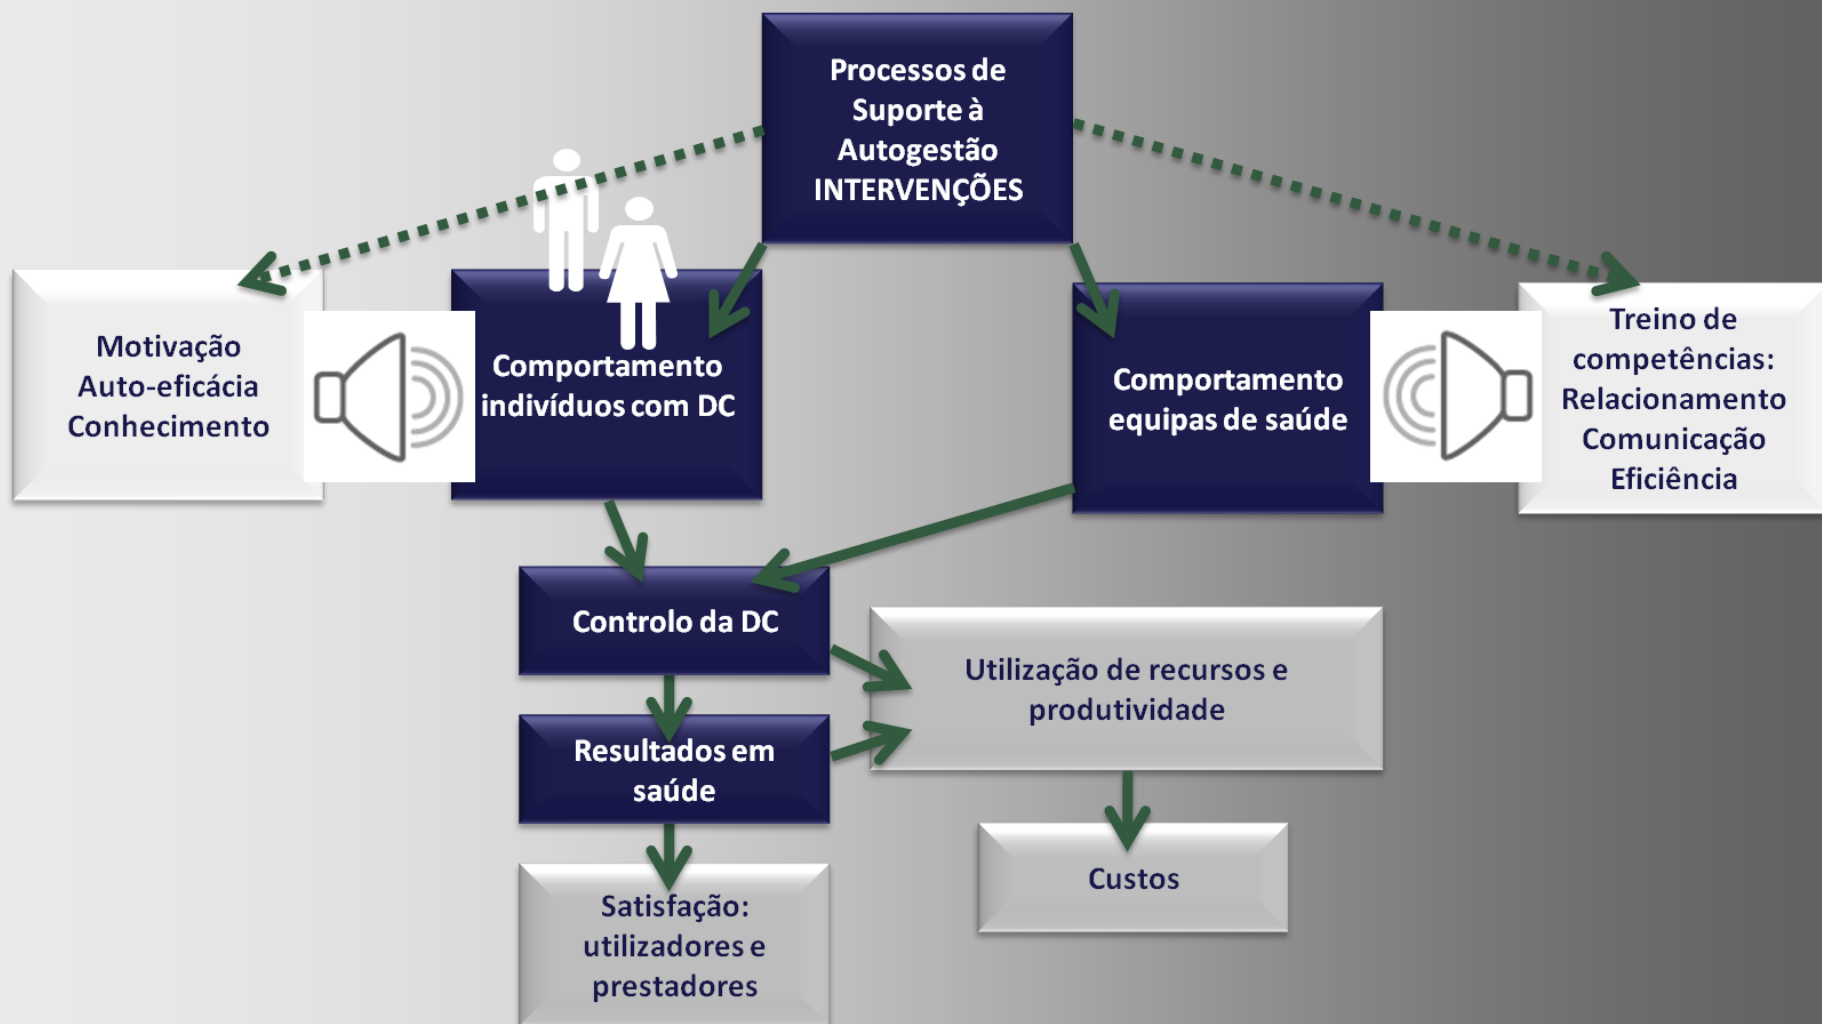 Processos de
Suporte à
Autogestão
INTERVENÇÕES
Motivação
Auto-eficácia
Conhecimento
Comportamento
indivíduos com DC
Comportamento
equipas de saúde
Treino de
competências:
Relacionamento
Comunicação
Eficiência
Controlo da DC
Utilização de recursos e
produtividade
Resultados em
saúde
Custos
Satisfação:
utilizadores e
prestadores